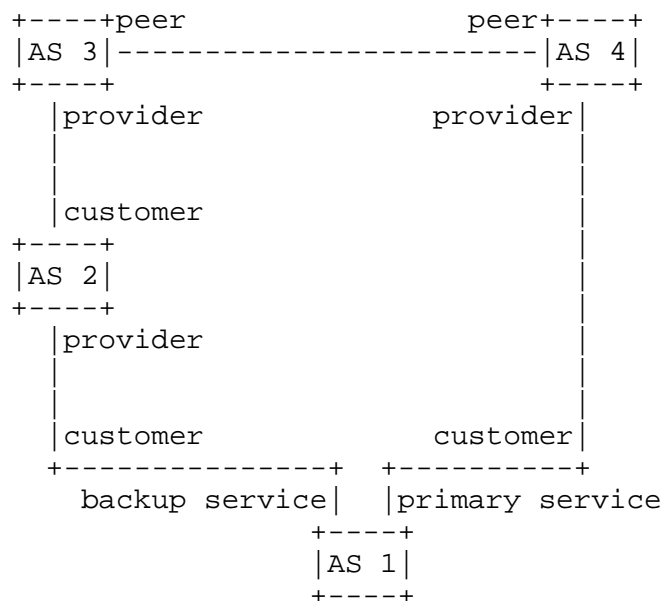 peer peer
AS 3 AS 4
provider provider
customer
AS 2
provider
customer customer
backup service primary service
AS 1